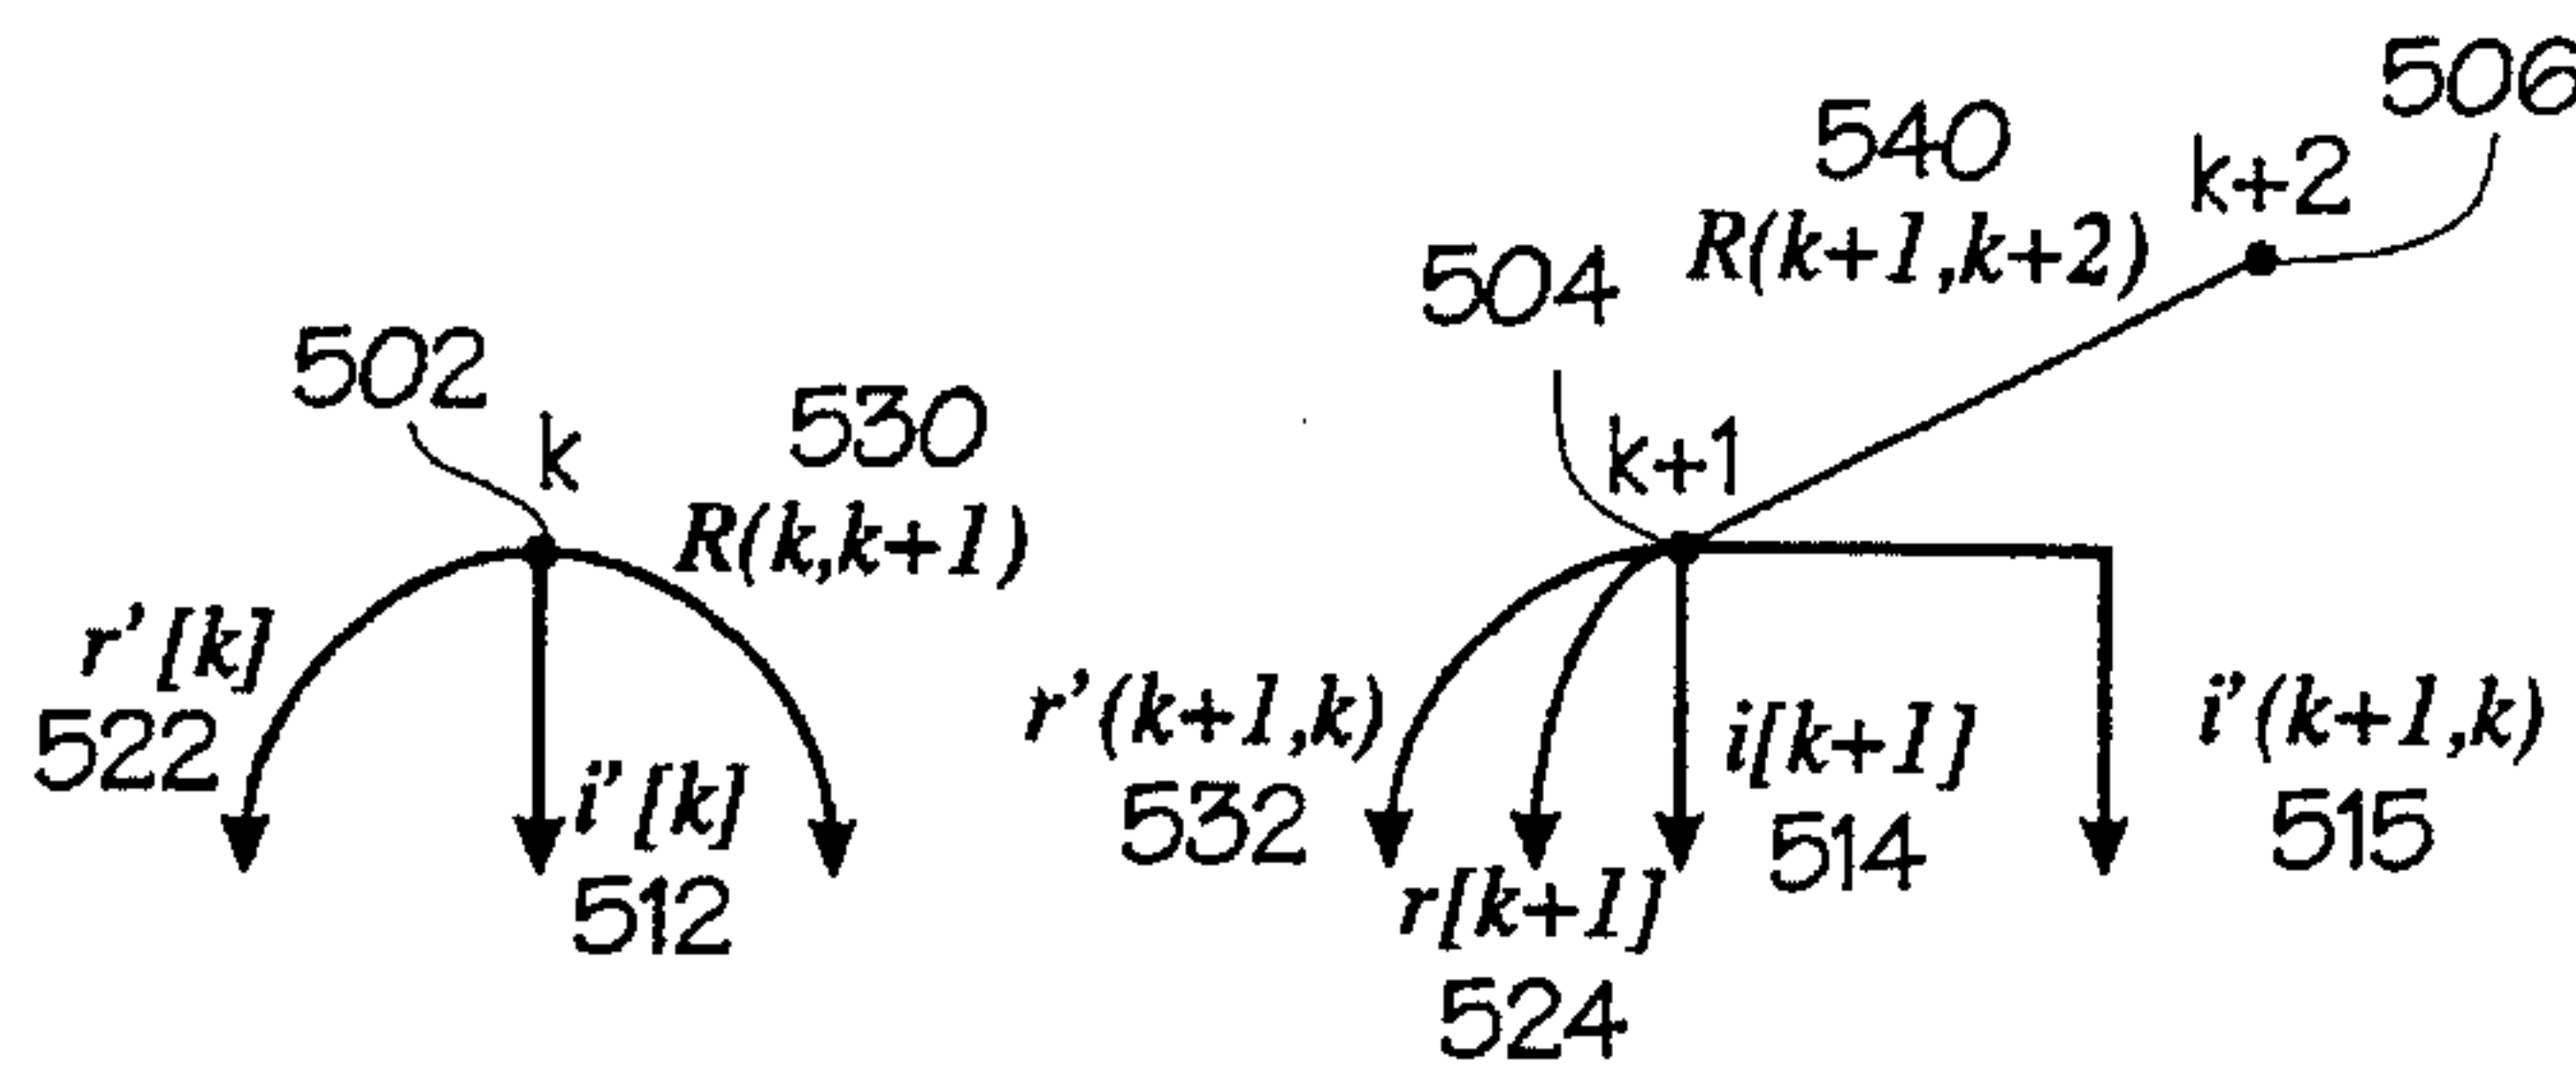 506
540
k+2
R(k+1,k+2)
504
502
k
530
R(k,k+1)
k+1
r'[k]
522
i'[k]
512
r'(k+1,k)
532
r[k+1]
524
i[k+1]
514
i'(k+1,k)
515